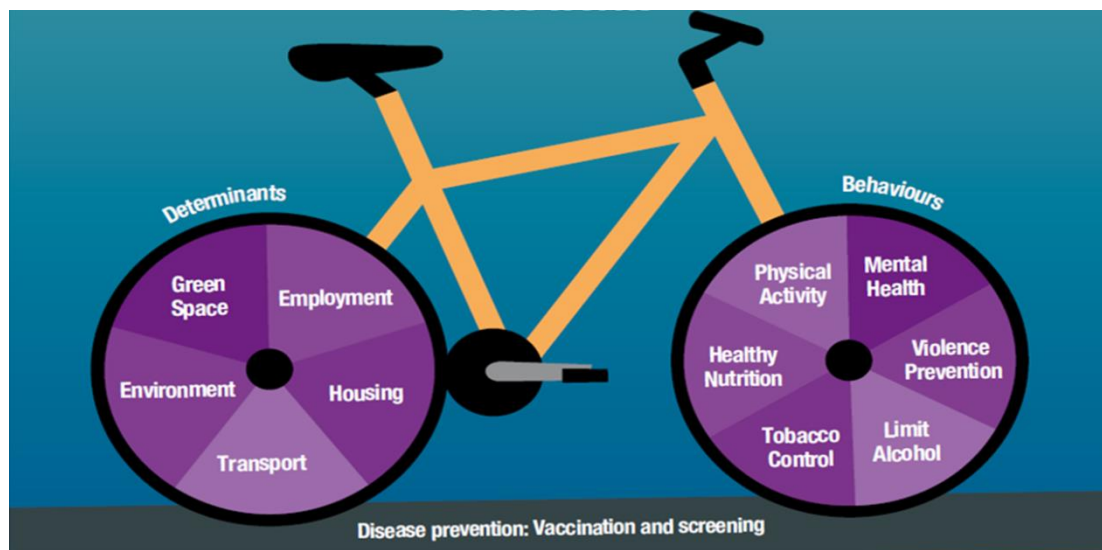 Determinants
Green
Space
Employment
Environment
Housing
Transport
Behaviours
Physical
Activity
Mental
Health
Healthy
Nutrition
Violence
Prevention
Tobacco
Control
Limit
Alcohol
Disease prevention: Vaccination and screening